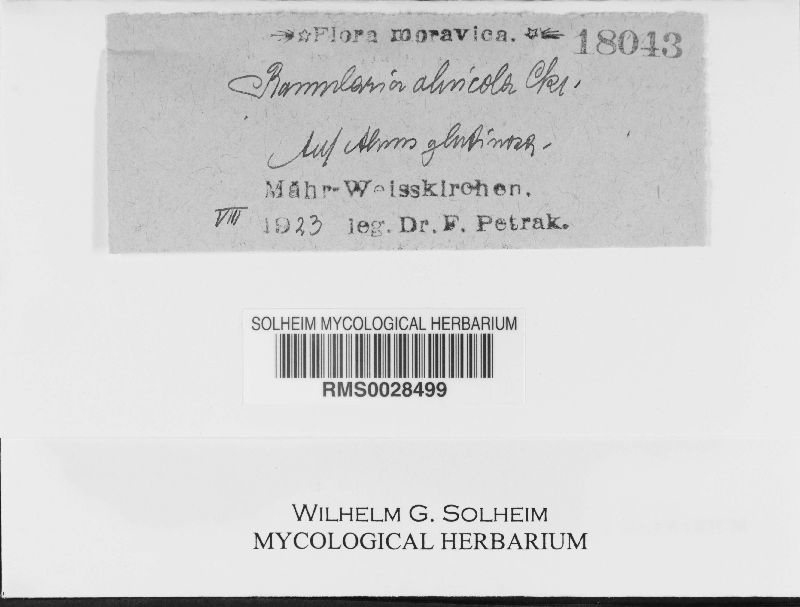 Flora moravica. 18043
Ramularia alnicola Cke.
Auf Alnus glutinosa.
Mähr-Weisskirchen.
VIII 1923 leg. Dr. F. Petrak.
SOLHEIM MYCOLOGICAL HERBARIUM
RMS0028499
WILHELM G. SOLHEIM
MYCOLOGICAL HERBARIUM